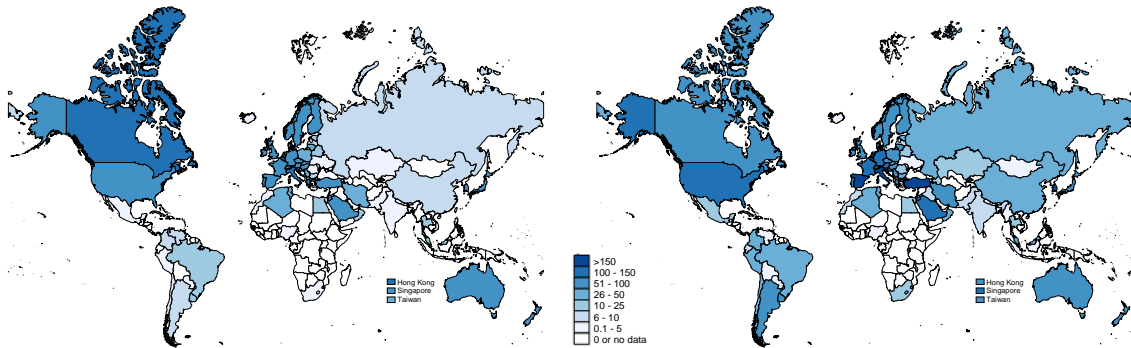 Hong Kong
Singapore
Taiwan
>150
100 - 150
51 - 100
26 - 50
10 - 25
6 - 10
0.1 - 5
0 or no data
Hong Kong
Singapore
Taiwan